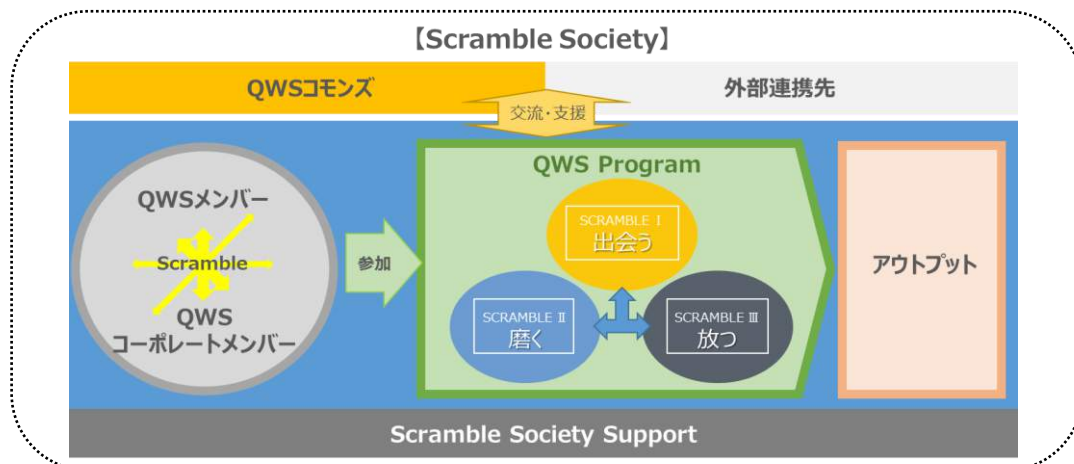 【Scramble Society】
QWSコモンズ
外部連携先
交流・支援
QWSメンバー
Scramble
QWS
コーポレートメンバー
参加
QWS Program
SCRAMBLE Ⅰ
出会う
SCRAMBLE Ⅱ
磨く
SCRAMBLE Ⅲ
放つ
アウトプット
Scramble Society Support